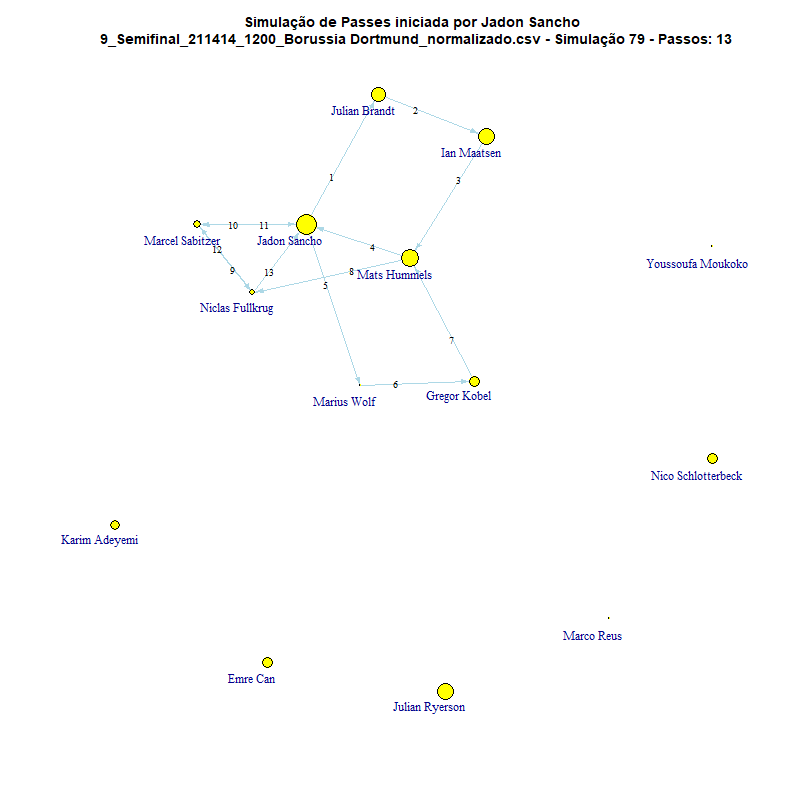 Simulação de Passes iniciada por Jadon Sancho
9_Semifinal_211414_1200_Borussia Dortmund_normalizado.csv - Simulação 79 - Passos: 13
Julian Brandt
2
Ian Maatsen
1
3
Marcel Sabitzer
10
11
Jadon Sancho
12
4
9
13
8
Mats Hummels
Youssoufa Moukoko
5
Niclas Fullkrug
7
6
Marius Wolf
Gregor Kobel
Nico Schlotterbeck
Karim Adeyemi
Marco Reus
Emre Can
Julian Ryerson